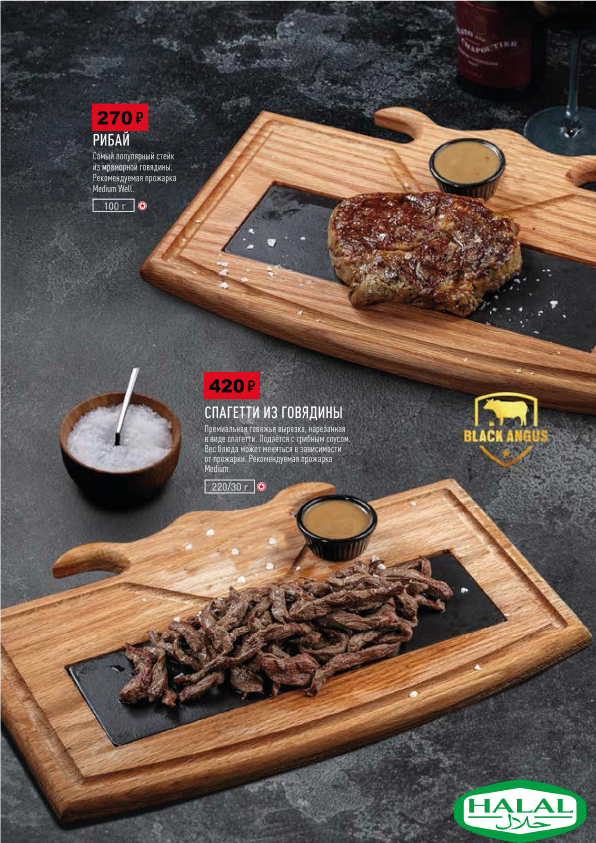 270 ₽
РИБАЙ
Самый популярный стейк
из мраморной говядины.
Рекомендуемая прожарка
Medium Well.
100 г
420 ₽
СПАГЕТТИ ИЗ ГОВЯДИНЫ
Премиальная говяжья вырезка, нарезанная
в виде спагетти. Подаётся с грибным соусом.
Вес блюда может меняться в зависимости
от прожарки. Рекомендуемая прожарка
Medium.
220/30 г
BLACK ANGUS
HALAL
حلال